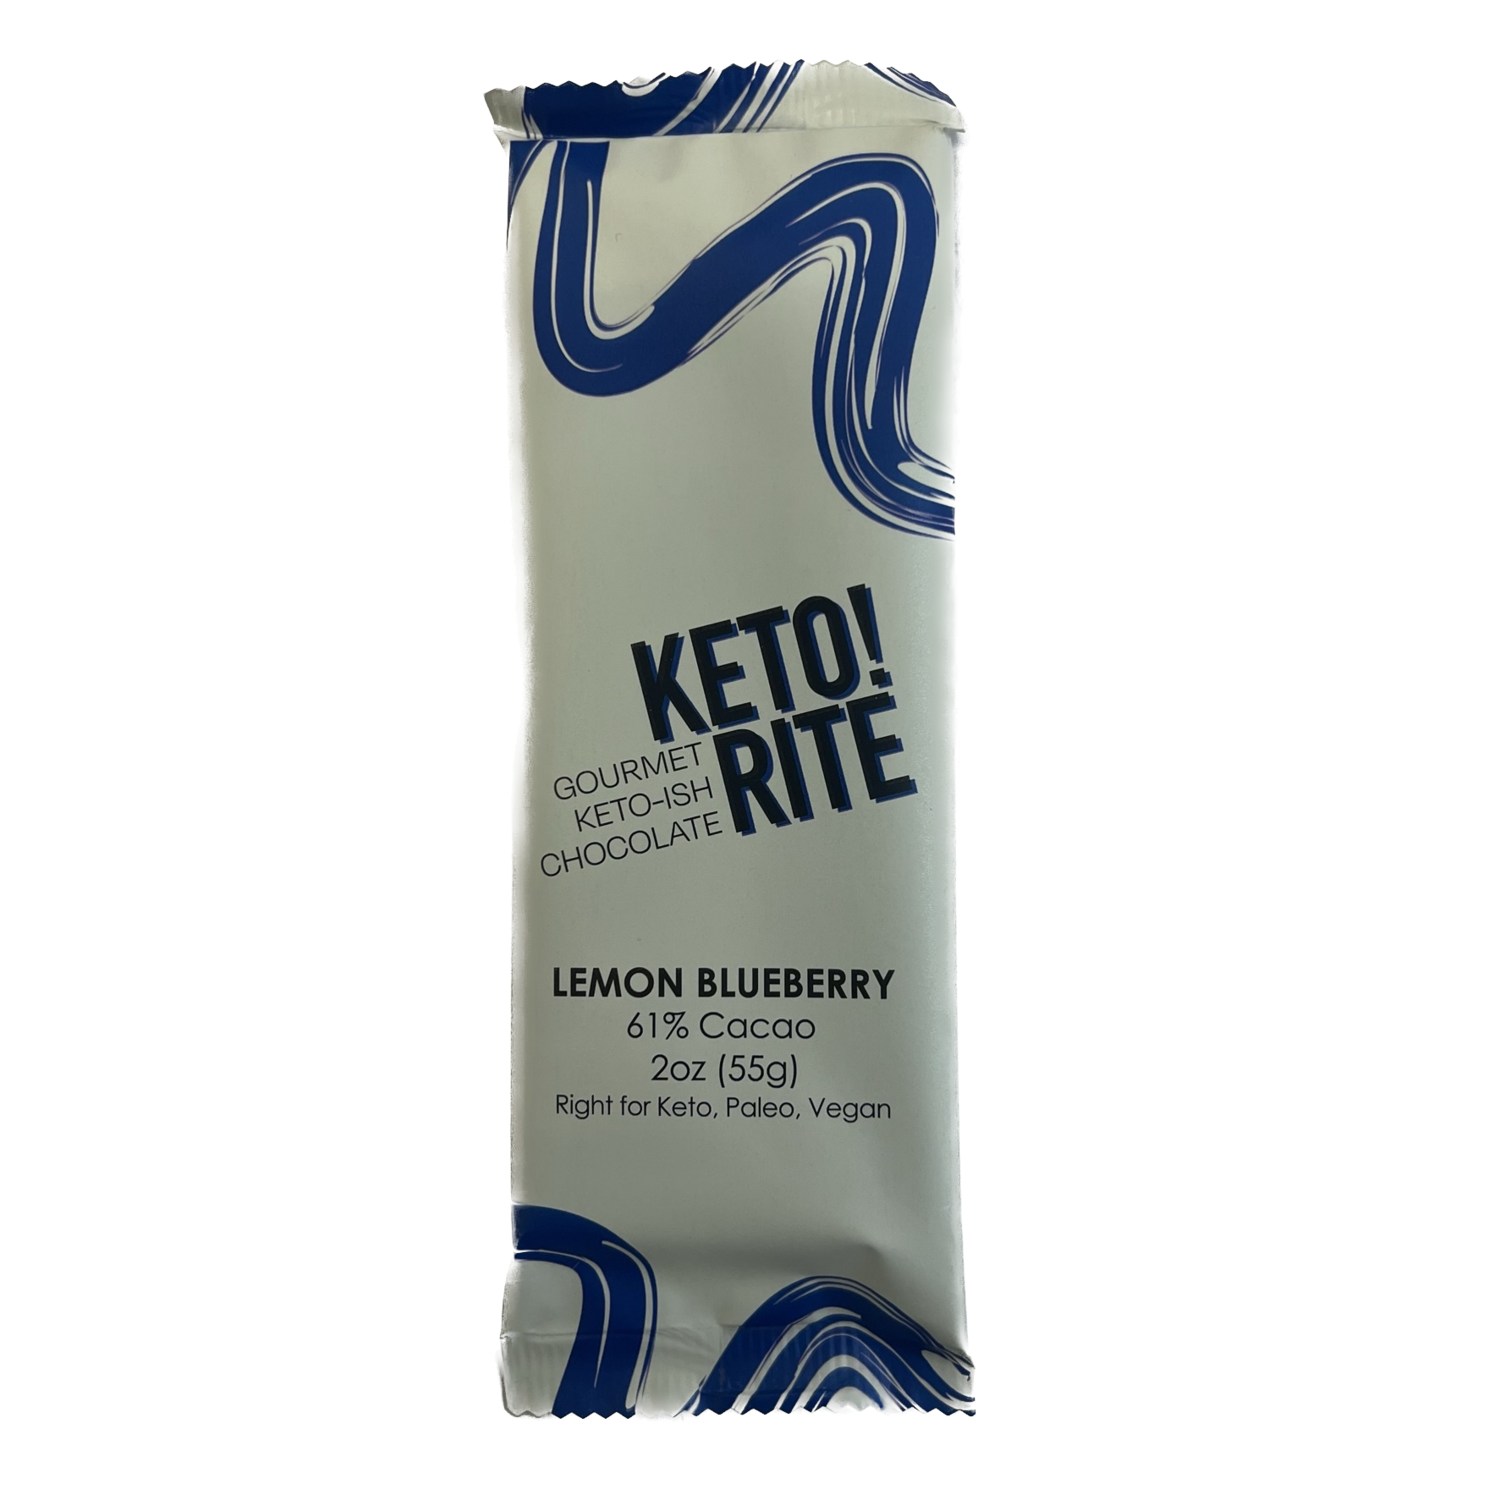 KETO!
RITE
GOURMET
KETO-ISH
CHOCOLATE
LEMON BLUEBERRY
61% Cacao
2oz (55g)
Right for Keto, Paleo, Vegan